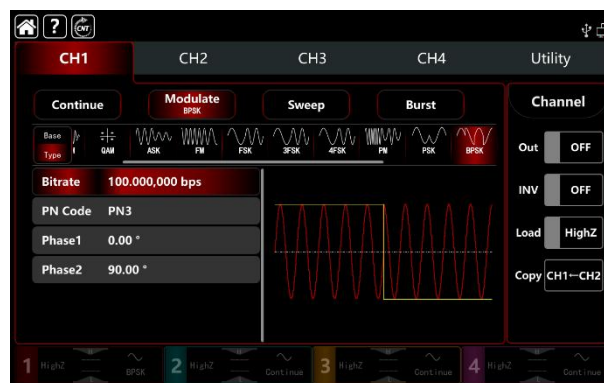 ? CNT
CH1 CH2 CH3 CH4 Utility
Continue Modulate Sweep Burst Channel
BPSK
Base
Type QAM ASK FM FSK 3FSK 4FSK PM PSK BPSK
Out OFF
Bitrate 100.000,000 bps
INV OFF
PN Code PN3
Phase1 0.00 °
Load HighZ
Phase2 90.00 °
Copy CH1←CH2
1 HighZ BPSK 2 HighZ Continue 3 HighZ Continue 4 HighZ Continue